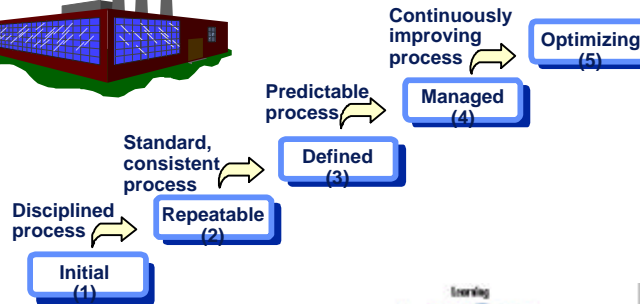 Continuously
improving
process
Optimizing
(5)
Predictable
process
Managed
(4)
Standard,
consistent
process
Defined
(3)
Disciplined
process
Repeatable
(2)
Initial
(1)
Learning